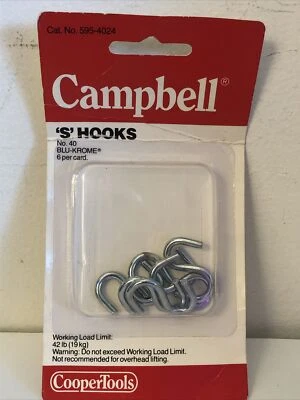 Cat. No. 595-4024
Campbell®
'S' HOOKS
No. 40
BLU-KROME®
6 per card.
Working Load Limit:
42 lb (19 kg)
Warning: Do not exceed Working Load Limit.
Not recommended for overhead lifting.
CooperTools